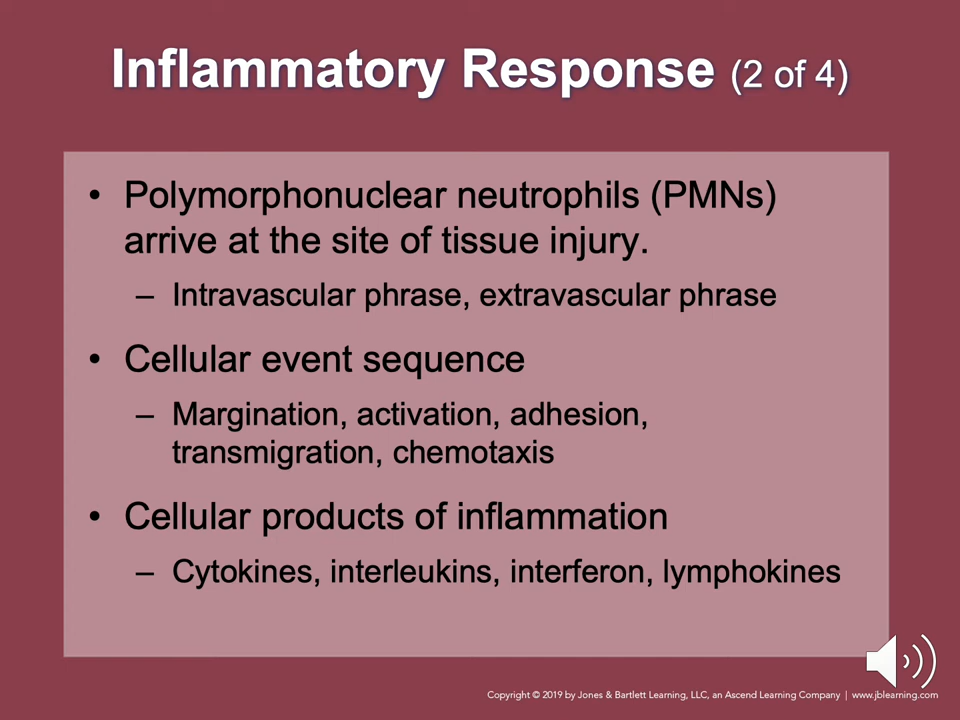 Inflammatory Response (2 of 4)
• Polymorphonuclear neutrophils (PMNs)
arrive at the site of tissue injury.
– Intravascular phrase, extravascular phrase
• Cellular event sequence
– Margination, activation, adhesion,
transmigration, chemotaxis
• Cellular products of inflammation
– Cytokines, interleukins, interferon, lymphokines
Copyright © 2019 by Jones & Bartlett Learning, LLC, an Ascend Learning Company | www.jblearning.com